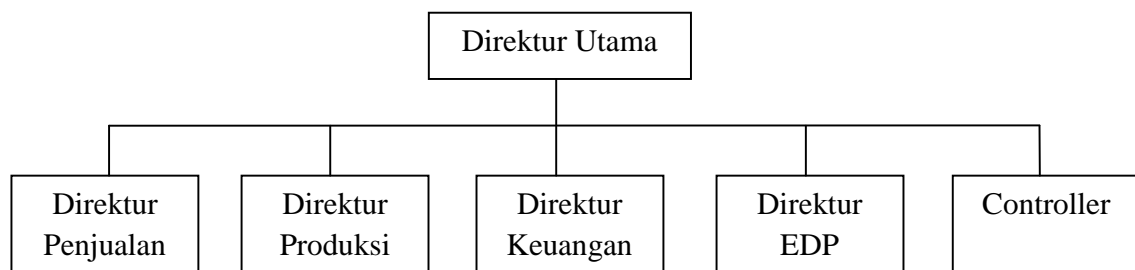 Direktur Utama
Direktur
Penjualan
Direktur
Produksi
Direktur
Keuangan
Direktur
EDP
Controller